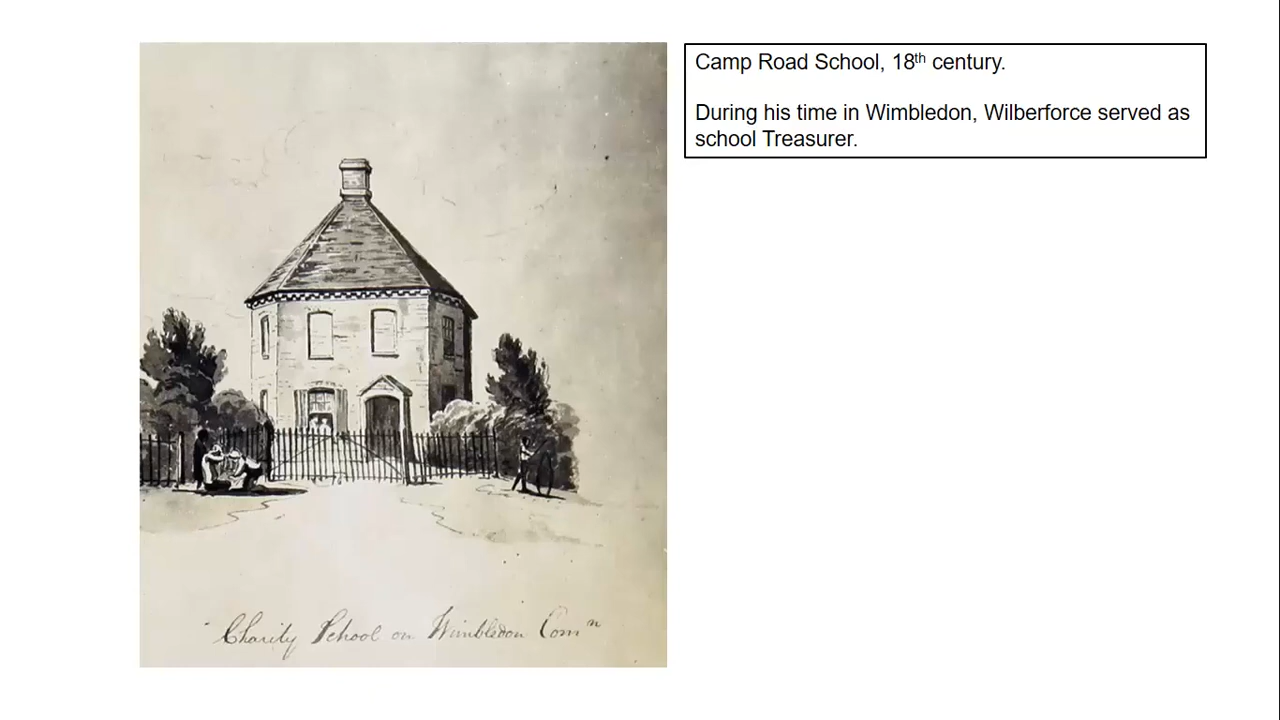 Camp Road School, 18th century.
During his time in Wimbledon, Wilberforce served as
school Treasurer.
Charity School on Wimbledon Comn